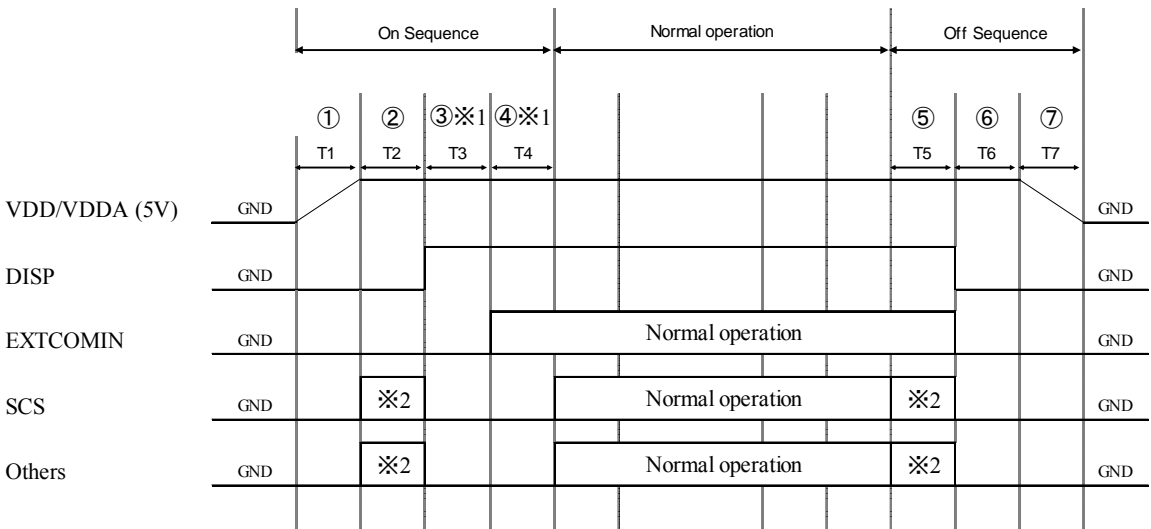 On Sequence Normal operation Off Sequence
① ② ③※1 ④※1 ⑤ ⑥ ⑦
T1 T2 T3 T4 T5 T6 T7
VDD/VDDA (5V) GND GND
DISP GND GND
EXTCOMIN GND Normal operation GND
SCS GND ※2 Normal operation ※2 GND
Others GND ※2 Normal operation ※2 GND